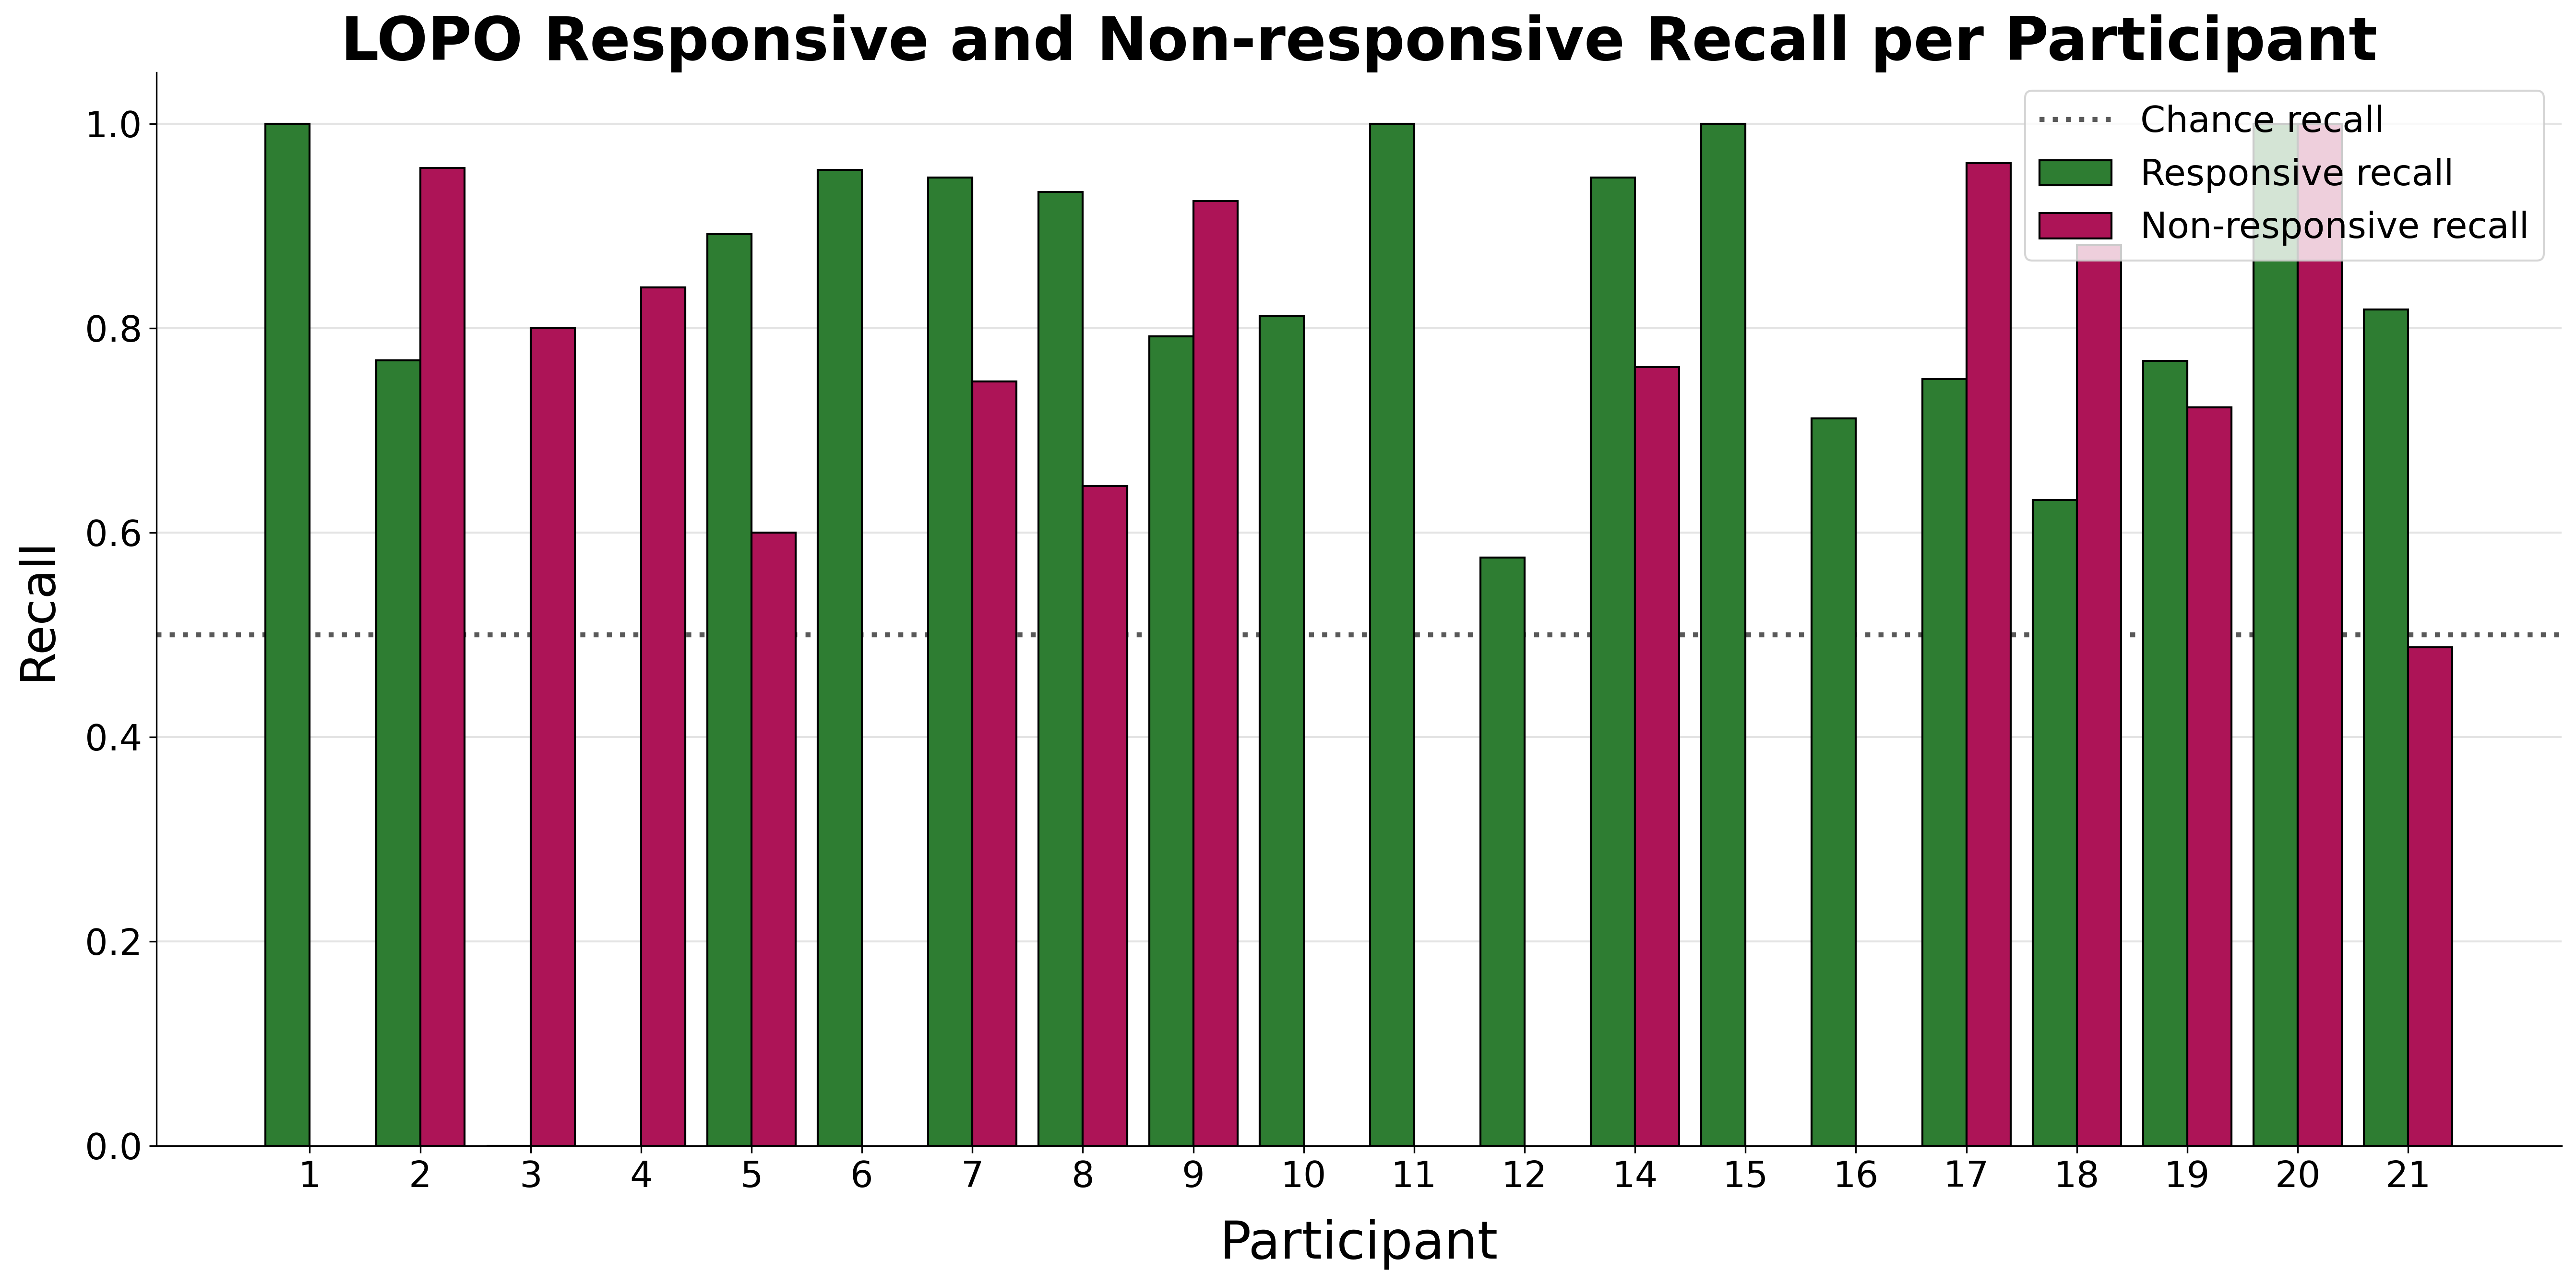 LOPO Responsive and Non-responsive Recall per Participant
Chance recall
Responsive recall
Non-responsive recall
Recall
1.0
0.8
0.6
0.4
0.2
0.0
1 2 3 4 5 6 7 8 9 10 11 12 14 15 16 17 18 19 20 21
Participant